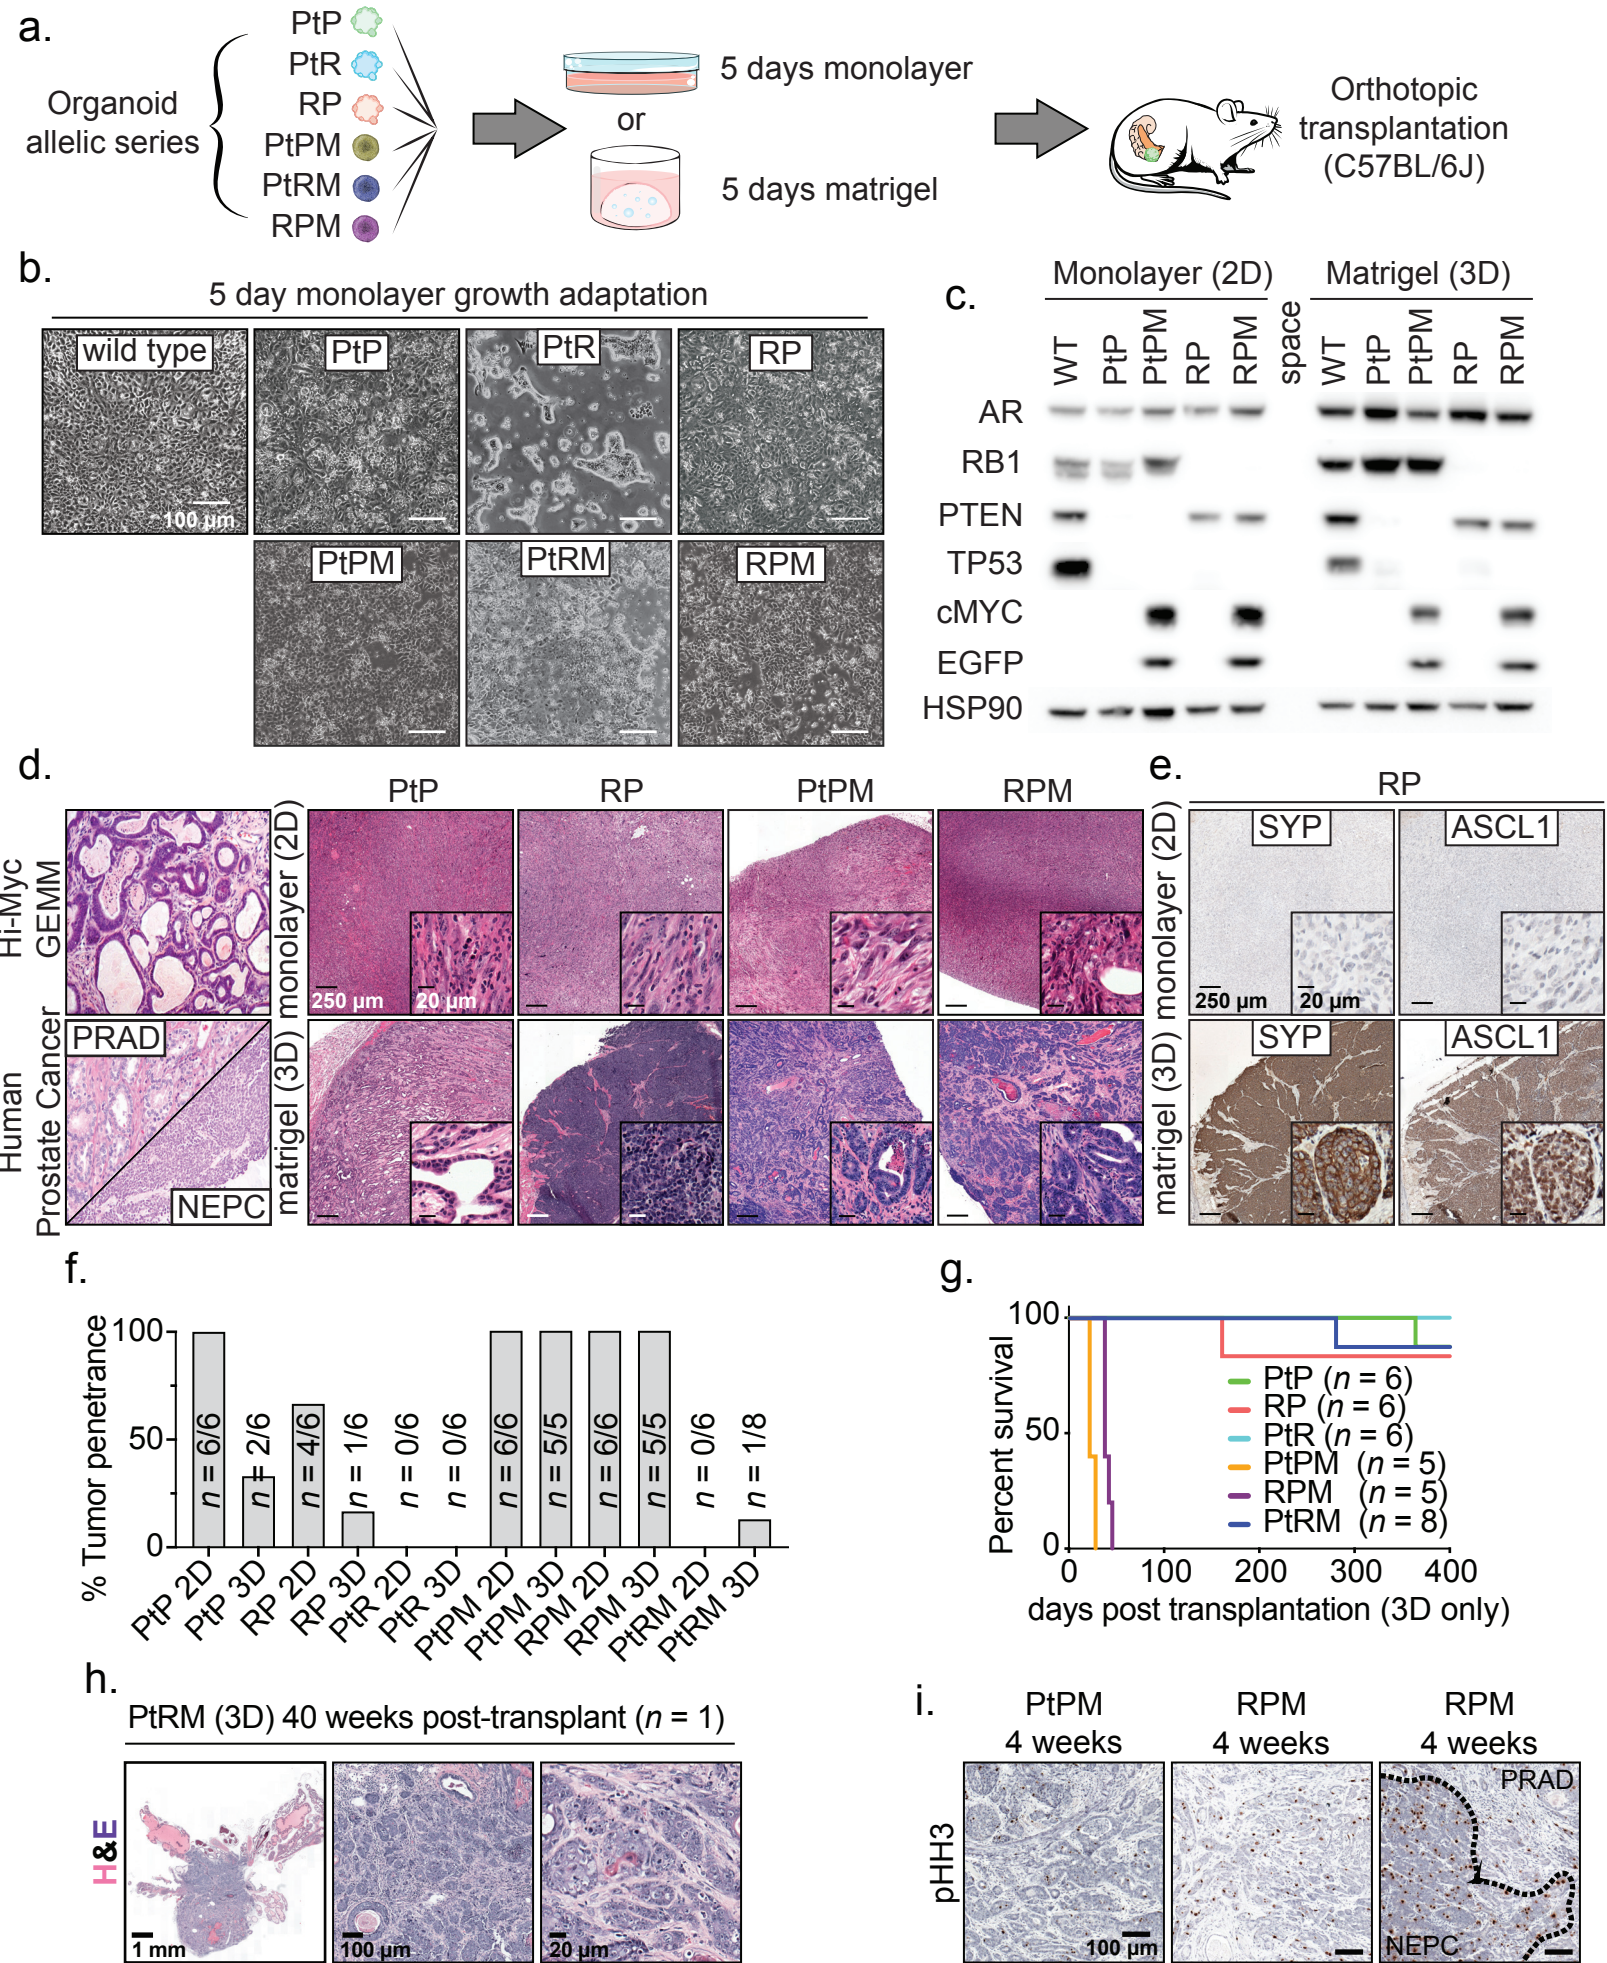 a.
Organoid
allelic series
PtP
PtR
RP
PtPM
PtRM
RPM
5 days monolayer
or
5 days matrigel
Orthotopic
transplantation
(C57BL/6J)
b.
5 day monolayer growth adaptation
wild type
PtP
PtR
RP
100 µm
PtPM
PtRM
RPM
c.
Monolayer (2D)
Matrigel (3D)
WT
PtP
PtPM
RP
RPM
space
WT
PtP
PtPM
RP
RPM
AR
RB1
PTEN
TP53
cMYC
EGFP
HSP90
d.
PtP
RP
PtPM
RPM
Hi-Myc
GEMM
monolayer (2D)
250 µm
20 µm
Human
Prostate Cancer
PRAD
NEPC
matrigel (3D)
e.
RP
monolayer (2D)
SYP
ASCL1
250 µm
20 µm
matrigel (3D)
SYP
ASCL1
f.
% Tumor penetrance
100
50
0
n = 6/6
n = 2/6
n = 4/6
n = 1/6
n = 0/6
n = 0/6
n = 6/6
n = 5/5
n = 6/6
n = 5/5
n = 0/6
n = 1/8
PtP 2D
PtP 3D
RP 2D
RP 3D
PtR 2D
PtR 3D
PtPM 2D
PtPM 3D
RPM 2D
RPM 3D
PtRM 2D
PtRM 3D
g.
Percent survival
100
50
0
PtP (n = 6)
RP (n = 6)
PtR (n = 6)
PtPM (n = 5)
RPM (n = 5)
PtRM (n = 8)
0 100 200 300 400
days post transplantation (3D only)
h.
PtRM (3D) 40 weeks post-transplant (n = 1)
H&E
1 mm
100 µm
20 µm
i.
PtPM
4 weeks
RPM
4 weeks
RPM
4 weeks
pHH3
100 µm
PRAD
NEPC